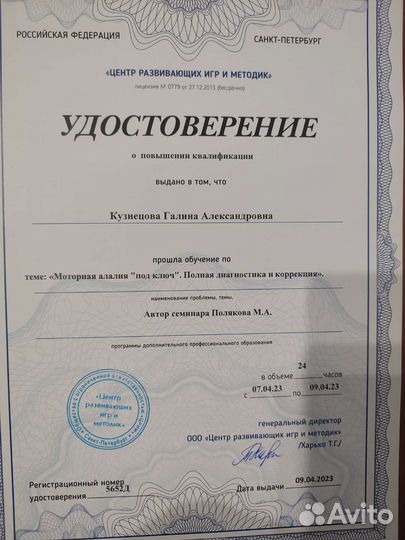 РОССИЙСКАЯ ФЕДЕРАЦИЯ
САНКТ-ПЕТЕРБУРГ
«ЦЕНТР РАЗВИВАЮЩИХ ИГР И МЕТОДИК»
лицензия № 0779 от 27.12.2013 (бессрочно)
УДОСТОВЕРЕНИЕ
о повышении квалификации
выдано в том, что
Кузнецова Галина Александровна
прошла обучение по
теме: «Моторная алалия "под ключ". Полная диагностика и коррекция».
наименование проблемы, темы,
Автор семинара Полякова М.А.
программы дополнительного профессионального образования
24
в объеме часов
07.04.23 09.04.23
с по
«Центр
развивающих
игр и
методик»
Санкт-Петербург
генеральный директор
ООО «Центр развивающих игр и методик»
/Харько Т.Г./
Регистрационный номер
удостоверения 5652Д
Дата выдачи 09.04.2023
Avito